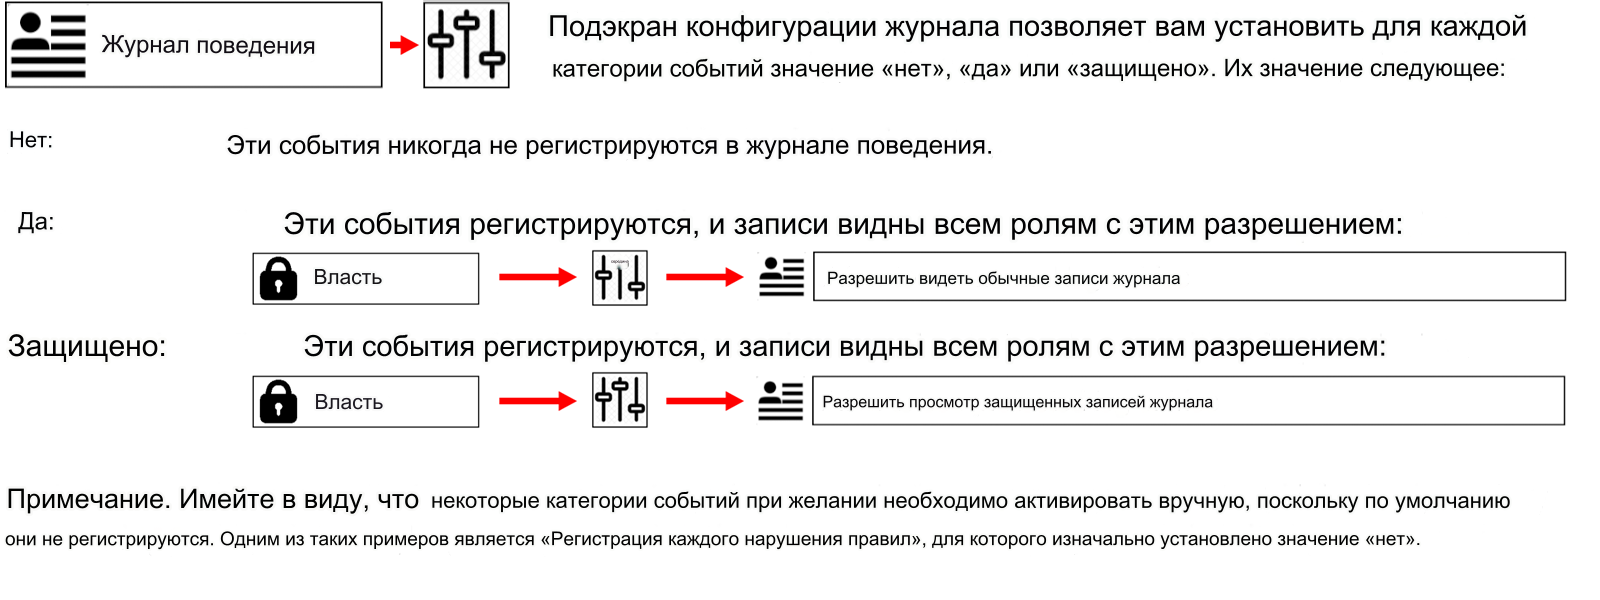 Журнал поведения
Подэкран конфигурации журнала позволяет вам установить для каждой
категории событий значение «нет», «да» или «защищено». Их значение следующее:
Нет:
Эти события никогда не регистрируются в журнале поведения.
Да:
Эти события регистрируются, и записи видны всем ролям с этим разрешением:
Власть
Разрешить видеть обычные записи журнала
Защищено:
Эти события регистрируются, и записи видны всем ролям с этим разрешением:
Власть
Разрешить просмотр защищенных записей журнала
Примечание. Имейте в виду, что некоторые категории событий при желании необходимо активировать вручную, поскольку по умолчанию
они не регистрируются. Одним из таких примеров является «Регистрация каждого нарушения правил», для которого изначально установлено значение «нет».